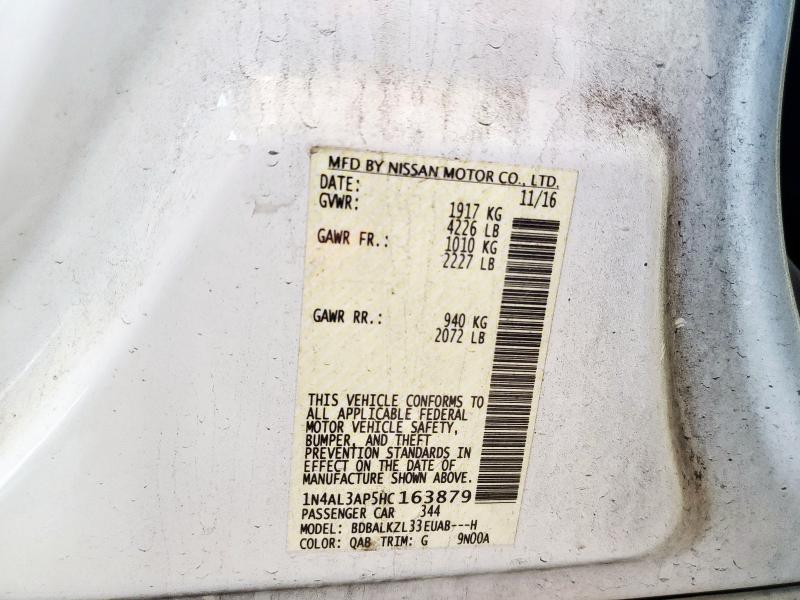 MFD BY NISSAN MOTOR CO., LTD.
DATE: 11/16
GVWR: 1917 KG
4226 LB
GAWR FR.: 1010 KG
2227 LB
GAWR RR.: 940 KG
2072 LB
THIS VEHICLE CONFORMS TO
ALL APPLICABLE FEDERAL
MOTOR VEHICLE SAFETY,
BUMPER, AND THEFT
PREVENTION STANDARDS IN
EFFECT ON THE DATE OF
MANUFACTURE SHOWN ABOVE.
1N4AL3AP5HC163879
PASSENGER CAR 344
MODEL: BDBALKZL33EUAB---H
COLOR: QAB TRIM: G 9N00A